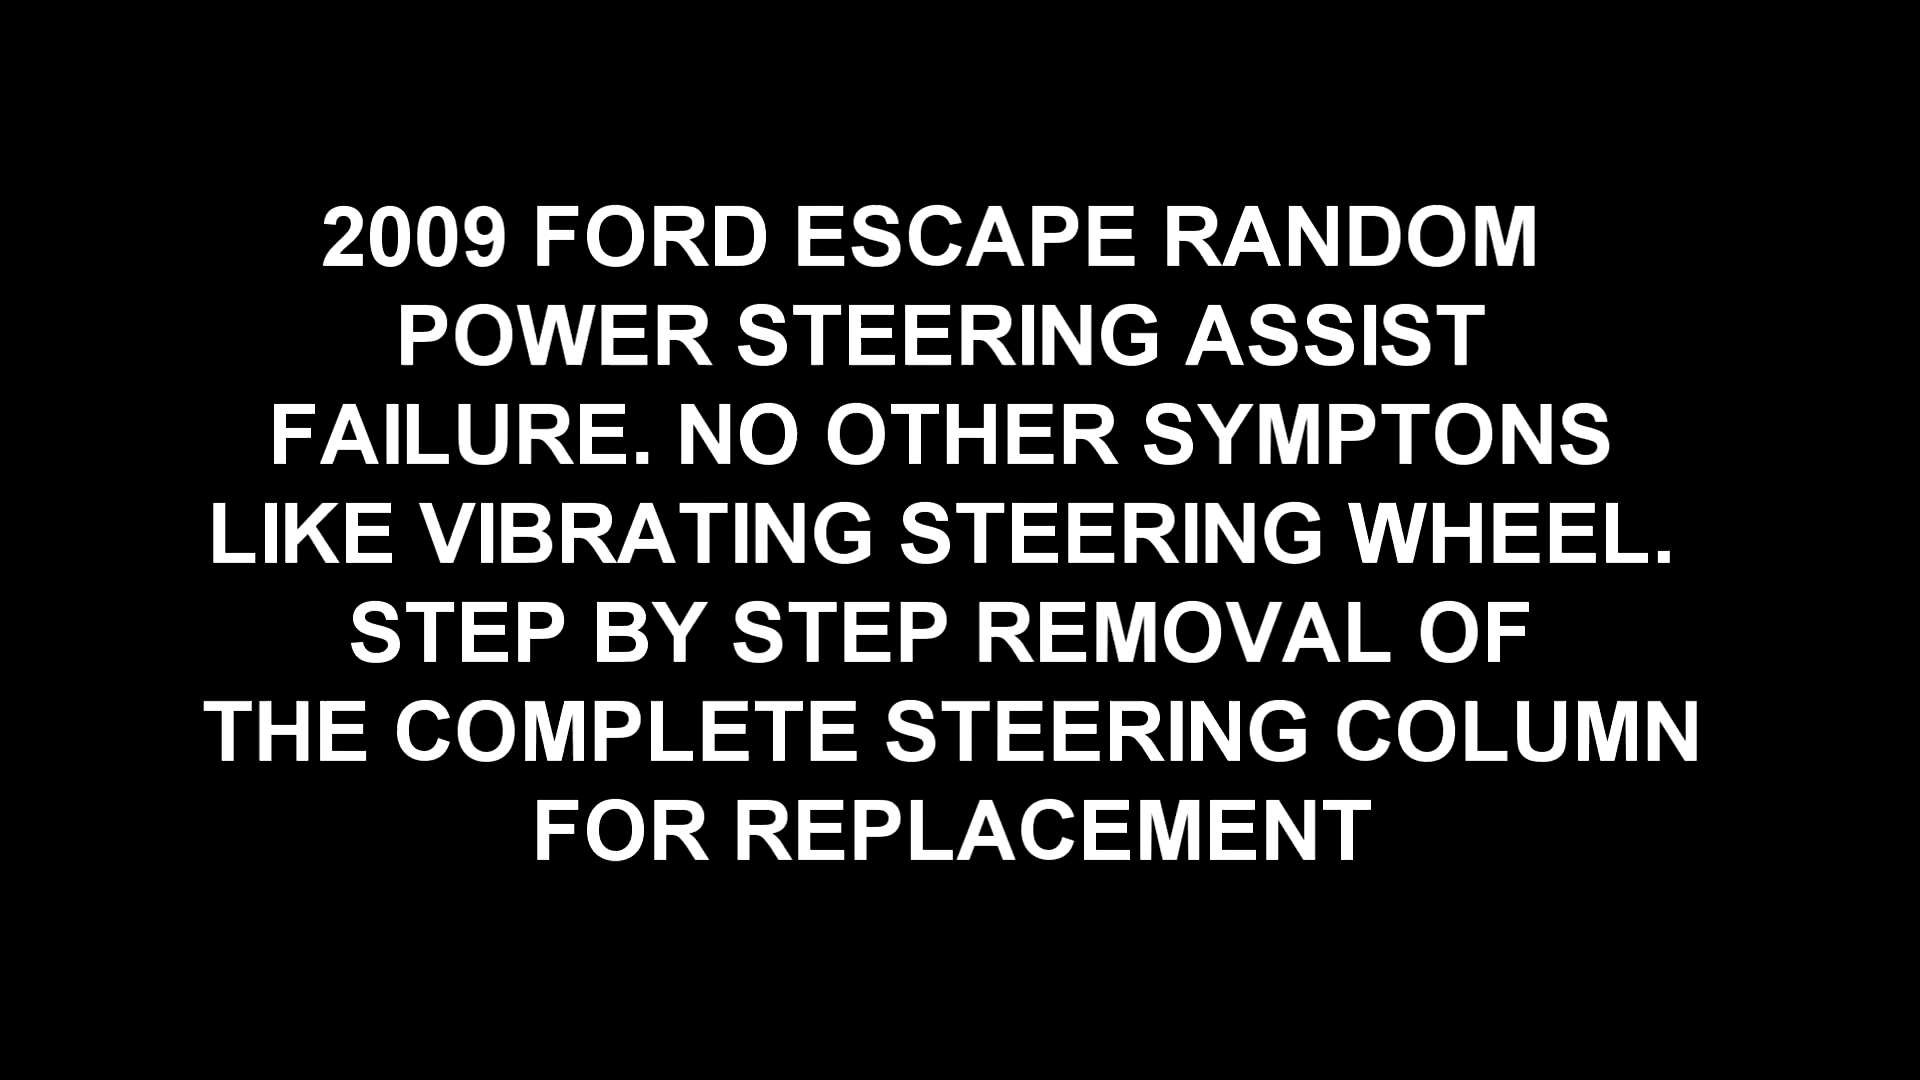 2009 FORD ESCAPE RANDOM
POWER STEERING ASSIST
FAILURE. NO OTHER SYMPTONS
LIKE VIBRATING STEERING WHEEL.
STEP BY STEP REMOVAL OF
THE COMPLETE STEERING COLUMN
FOR REPLACEMENT